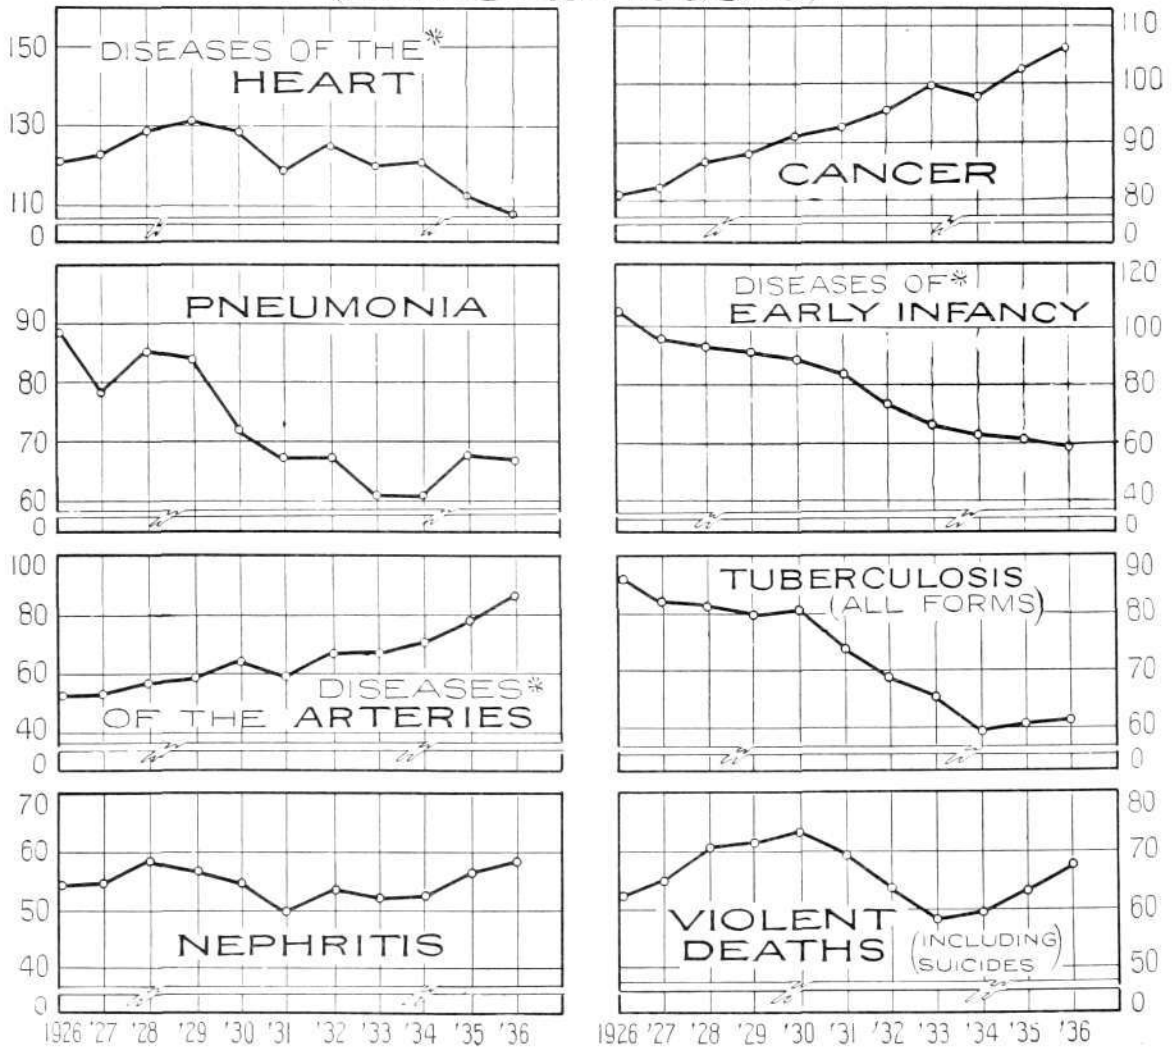 150
DISEASES OF THE*
HEART
130
110
0
110
100
90
CANCER
80
0
PNEUMONIA
90
80
70
60
0
120
DISEASES OF*
EARLY INFANCY
100
80
60
40
0
100
80
60
DISEASES*
OF THE ARTERIES
40
0
90
TUBERCULOSIS
(ALL FORMS)
80
70
60
0
70
60
50
NEPHRITIS
40
0
80
70
60
VIOLENT
DEATHS (INCLUDING SUICIDES)
50
0
1926 '27 '28 '29 '30 '31 '32 '33 '34 '35 '36
1926 '27 '28 '29 '30 '31 '32 '33 '34 '35 '36